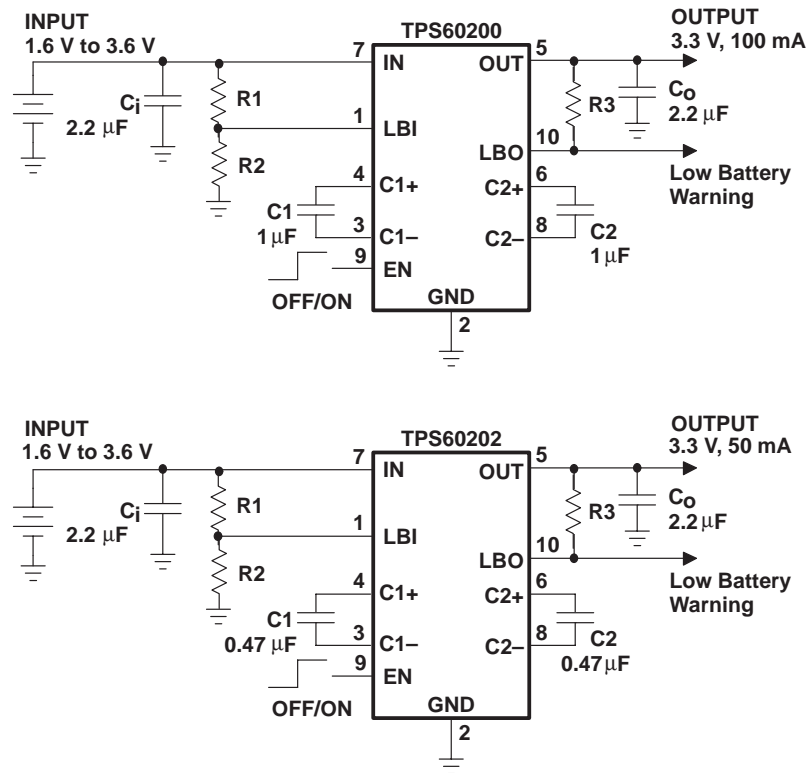 INPUT
1.6 V to 3.6 V
TPS60200
OUTPUT
3.3 V, 100 mA
7
IN
OUT
5
Ci
2.2 µF
R1
R3
Co
2.2 µF
1
LBI
R2
LBO
10
Low Battery
Warning
4
C1+
C2+
6
C1
1 µF
3
C1–
C2–
8
C2
1 µF
9
EN
OFF/ON
GND
2
INPUT
1.6 V to 3.6 V
TPS60202
OUTPUT
3.3 V, 50 mA
7
IN
OUT
5
Ci
2.2 µF
R1
R3
Co
2.2 µF
1
LBI
R2
LBO
10
Low Battery
Warning
4
C1+
C2+
6
C1
0.47 µF
3
C1–
C2–
8
C2
0.47 µF
9
EN
OFF/ON
GND
2